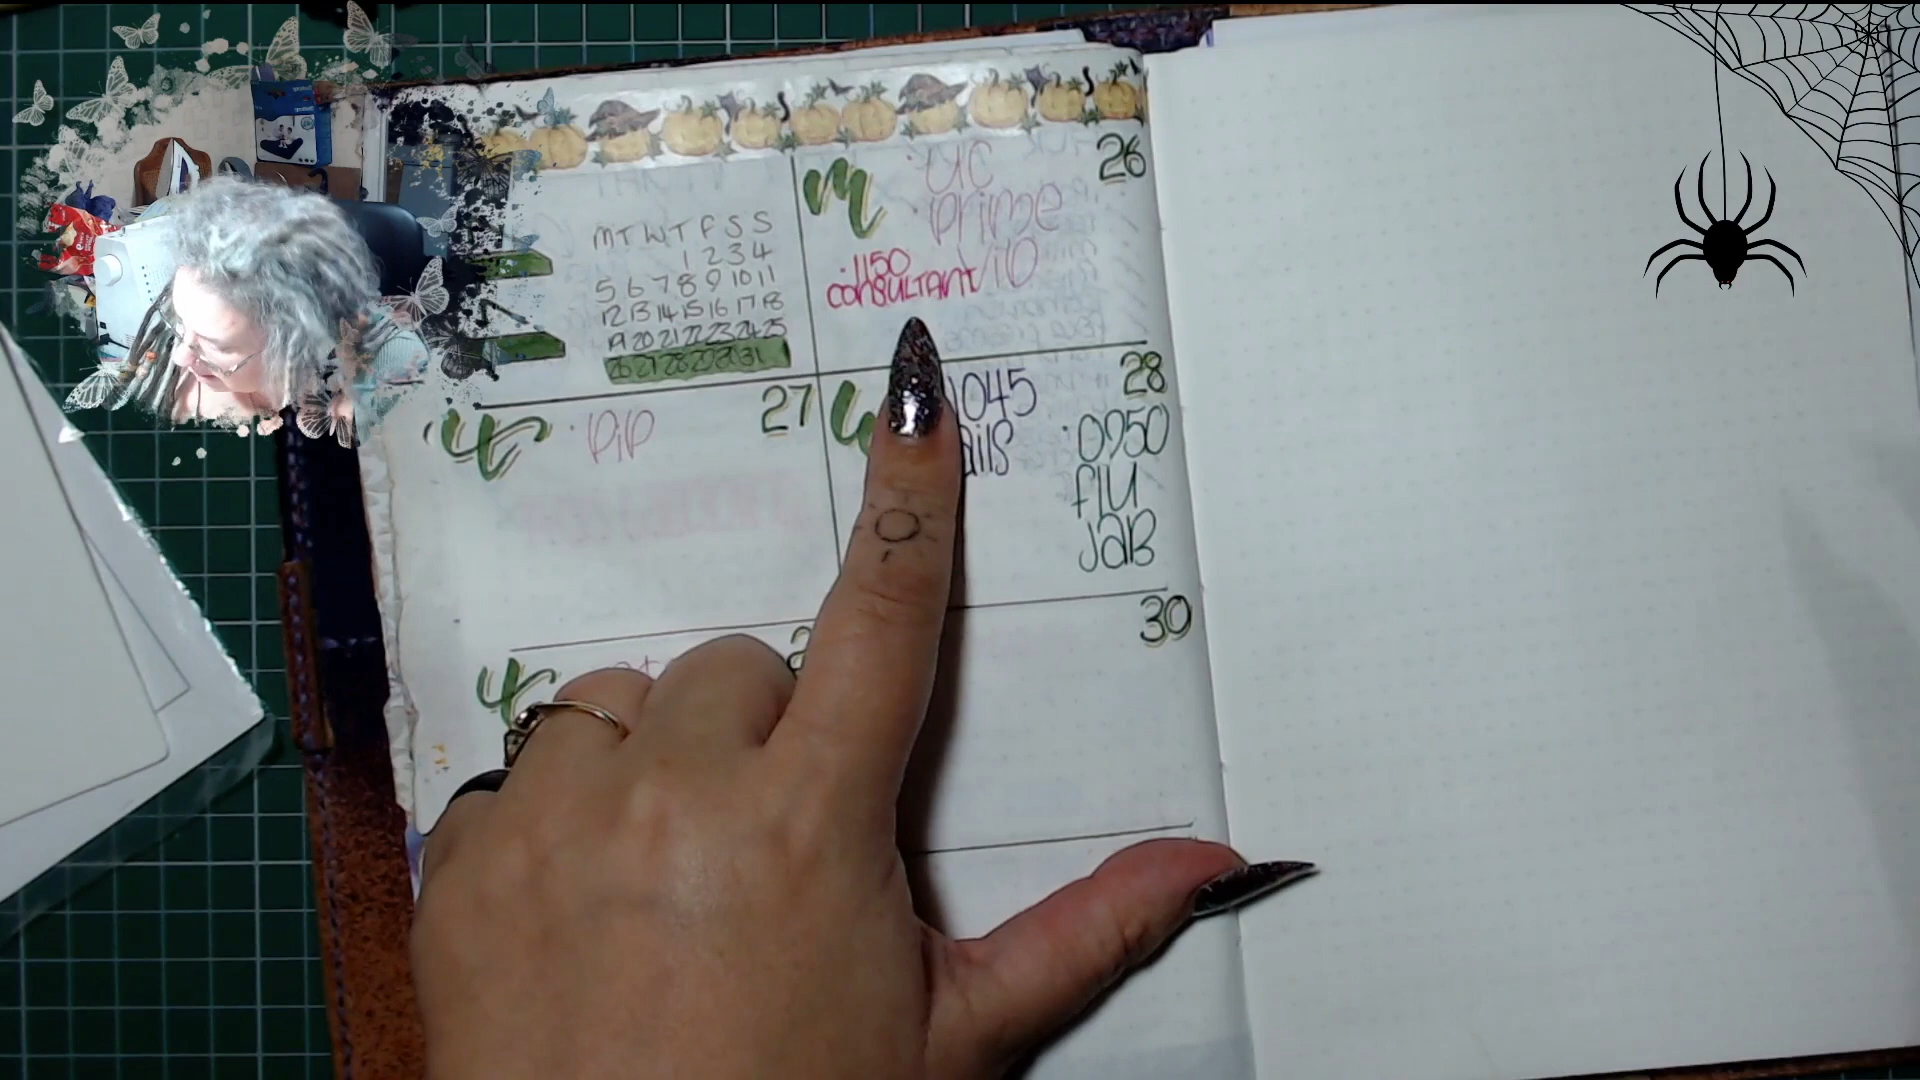 M T W T F S S
1 2 3 4
5 6 7 8 9 10 11
12 13 14 15 16 17 18
19 20 21 22 23 24 25
26 27 28 29 30 31
M
26
UC
prime
·1150
CONSULTANT
T
· PIP
27
1045
28
· 0950
flu
JAB
T
30